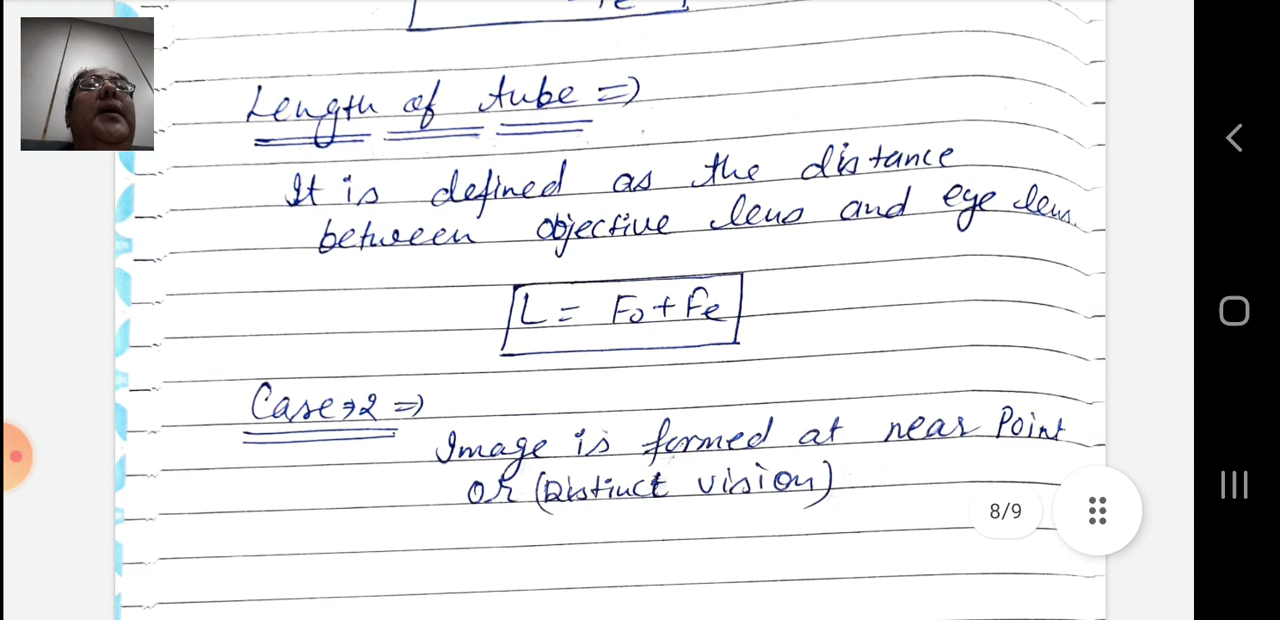 Length of tube =>
It is defined as the distance
between objective lens and eye lens.
L = Fo + Fe
Case → 2 =>
Image is formed at near Point
or (Distinct vision)
8/9